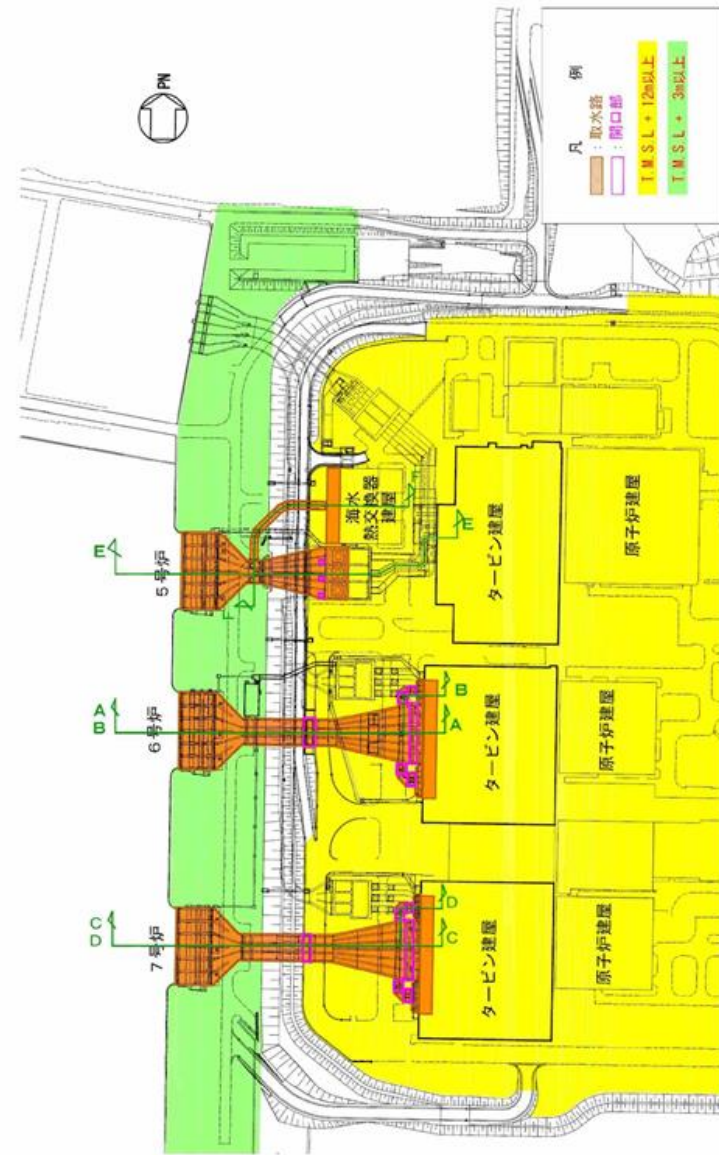 PN
凡 例
：取水路
：開口部
T.M.S.L.+ 12m以上
T.M.S.L.+ 3m以上
E
5号炉
F
海水
熱交換器
建屋
F
E
タービン建屋
原子炉建屋
A
B
6号炉
B
A
タービン建屋
原子炉建屋
C
D
7号炉
D
C
タービン建屋
原子炉建屋